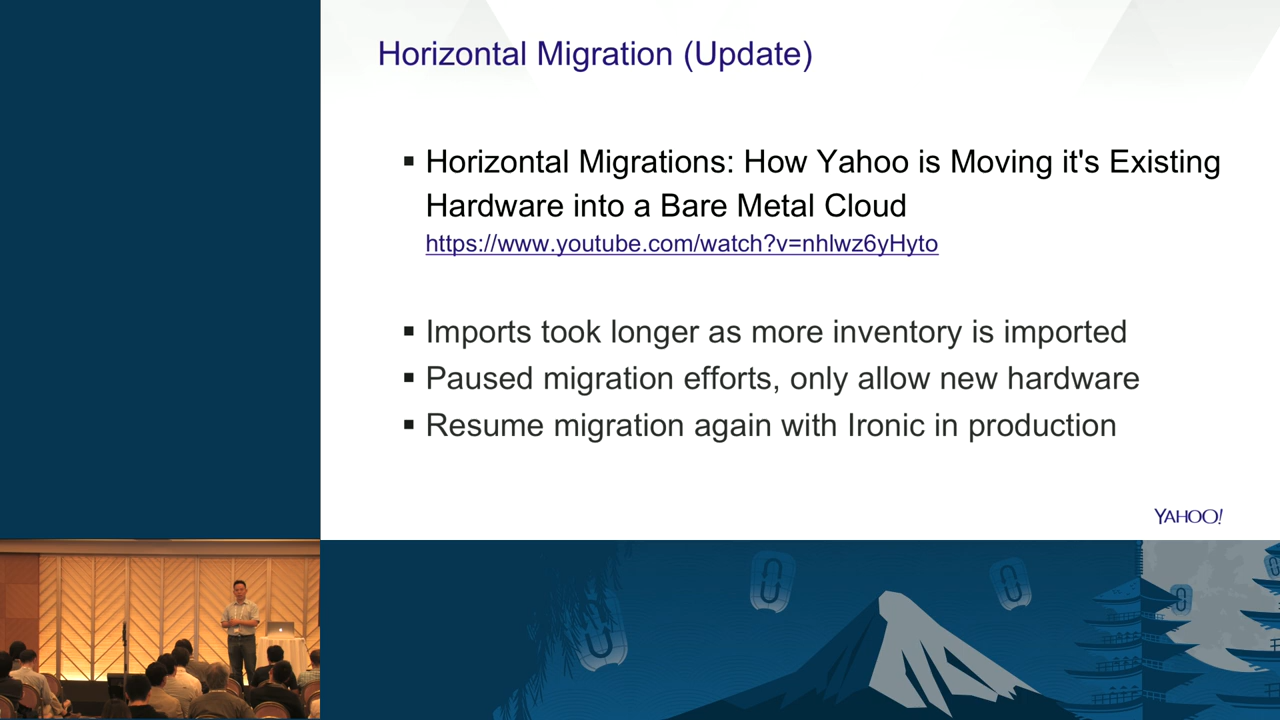 Horizontal Migration (Update)
▪ Horizontal Migrations: How Yahoo is Moving it's Existing
Hardware into a Bare Metal Cloud
https://www.youtube.com/watch?v=nhlwz6yHyto
▪ Imports took longer as more inventory is imported
▪ Paused migration efforts, only allow new hardware
▪ Resume migration again with Ironic in production
YAHOO!